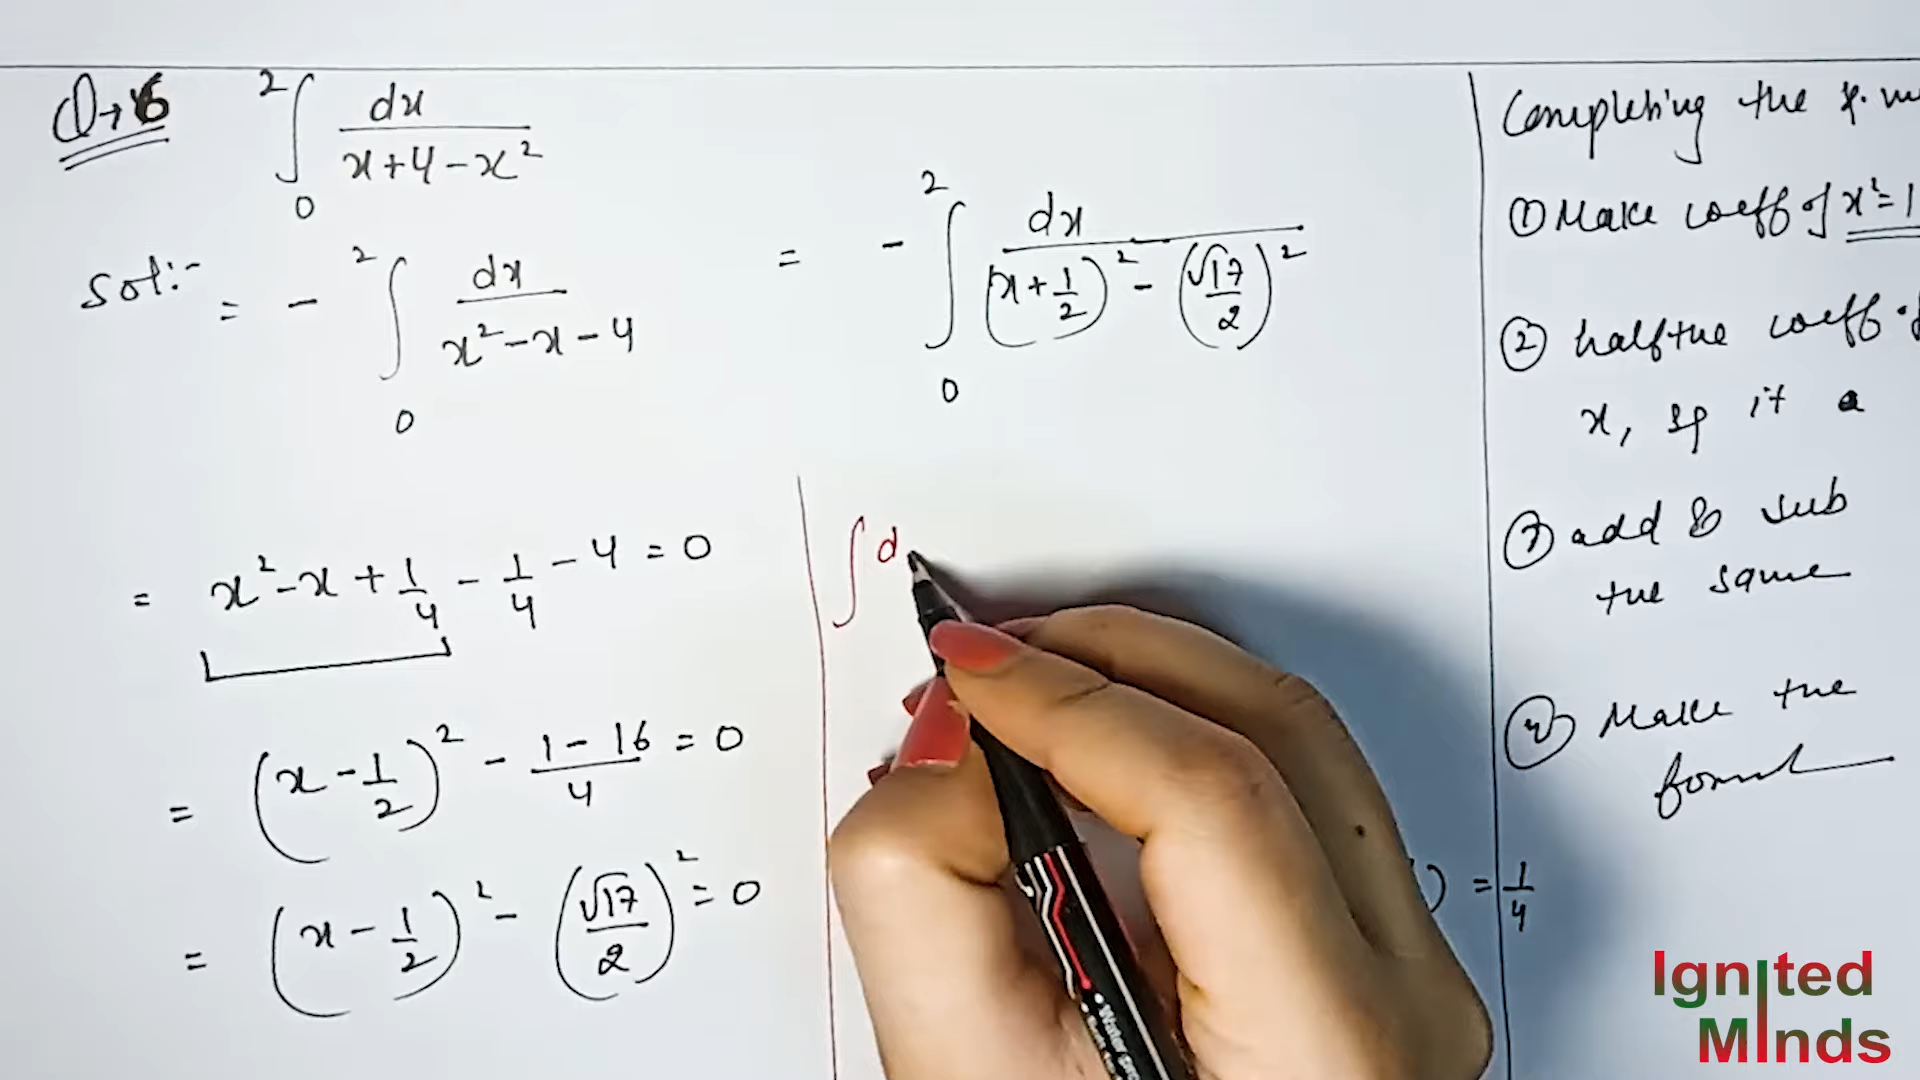 Q→6 ∫₀² dx/(x+4-x²)
Sol:- = - ∫₀² dx/(x²-x-4)
= x²-x+1/4 - 1/4 - 4 = 0
= (x-1/2)² - (1-16)/4 = 0
= (x-1/2)² - (√17/2)² = 0
= - ∫₀² dx/((x+1/2)² - (√17/2)²)
∫ d
) = 1/4
Completing the
① Make coeff of x²=1
② half the coeff of
x, sq it
③ add & sub
the same
④ Make the
Ignited
Minds